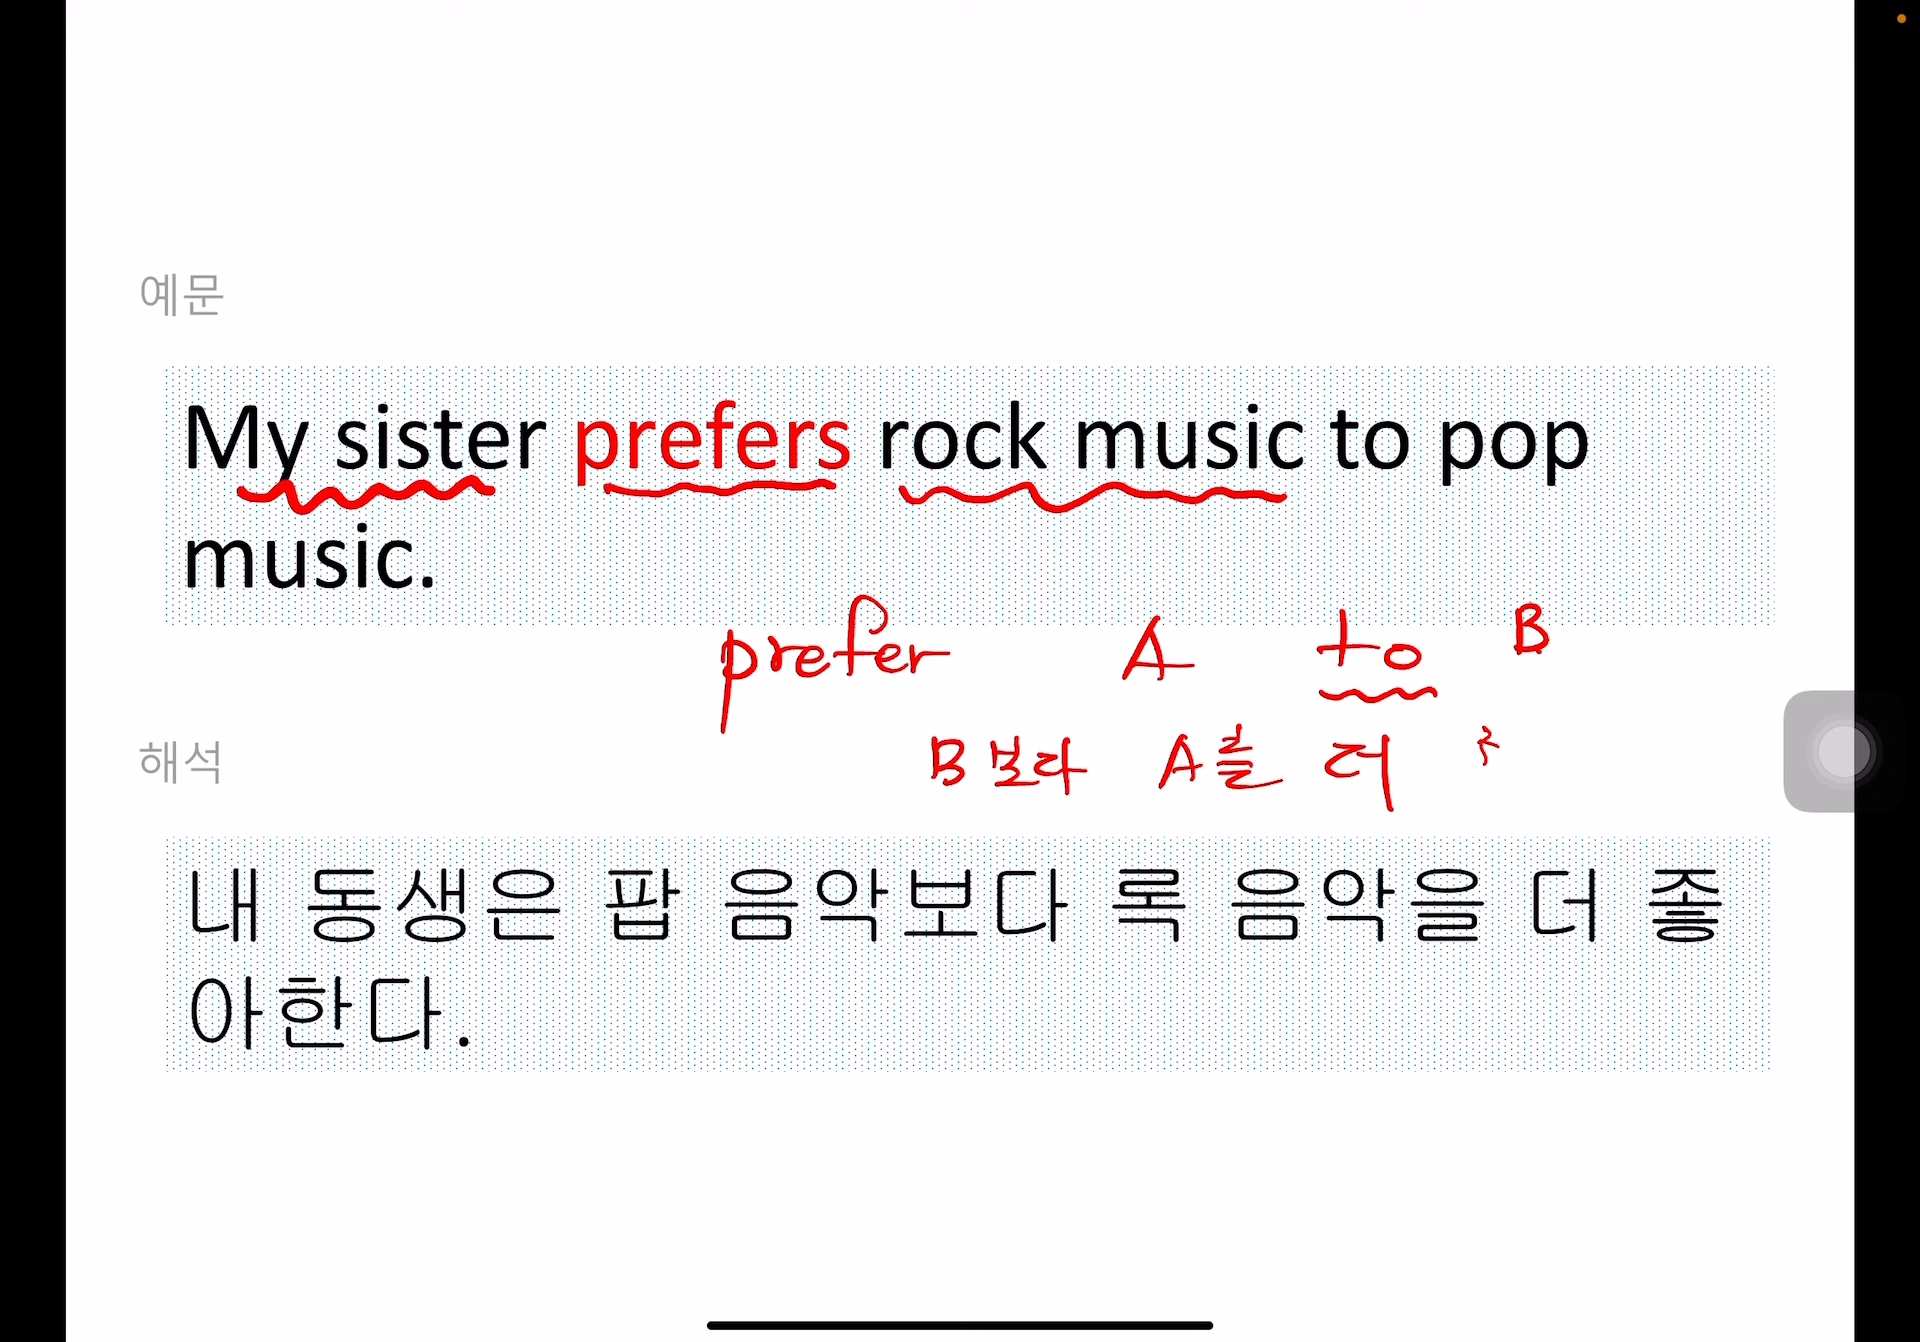 예문
My sister prefers rock music to pop
music.
prefer A to B
해석
B보다 A를 더
내 동생은 팝 음악보다 록 음악을 더 좋
아한다.